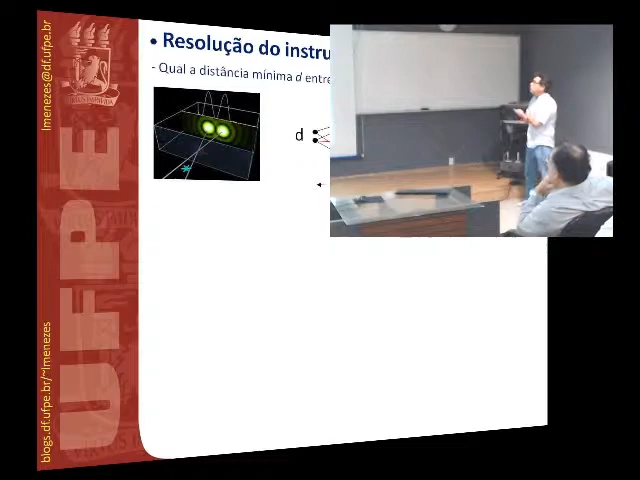 lmenezes@df.ufpe.br
UFPE
blogs.df.ufpe.br/~lmenezes
• Resolução do instru
- Qual a distância mínima d entre
d